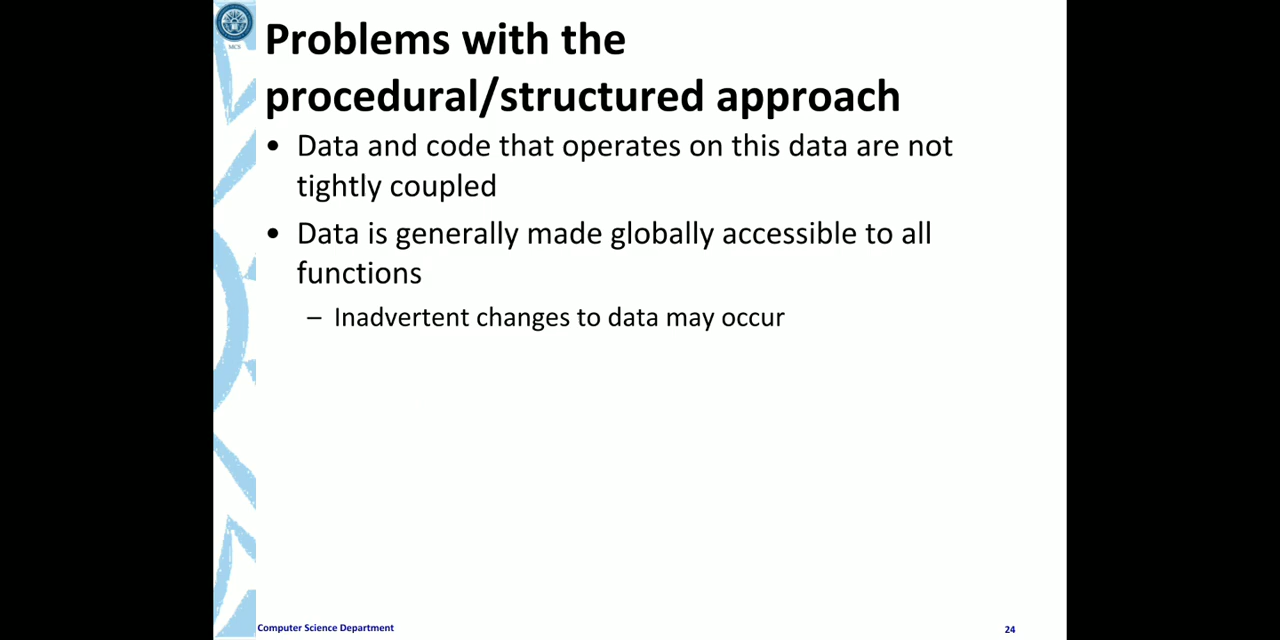 MCS
Problems with the
procedural/structured approach
• Data and code that operates on this data are not
tightly coupled
• Data is generally made globally accessible to all
functions
– Inadvertent changes to data may occur
Computer Science Department
24